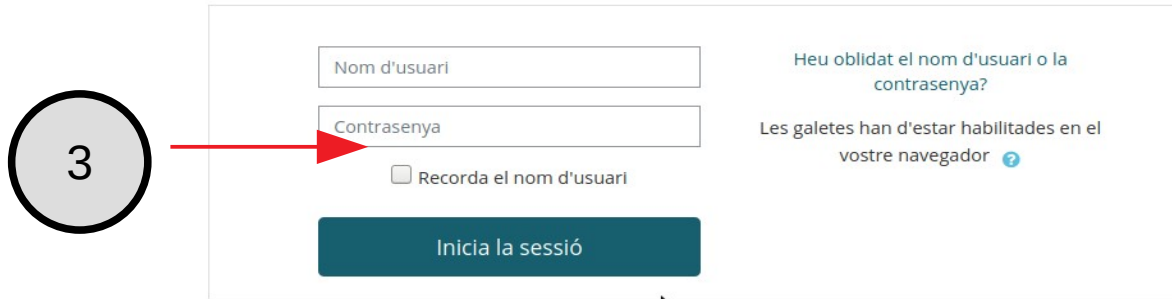 3
Nom d'usuari
Contrasenya
Recorda el nom d'usuari
Inicia la sessió
Heu oblidat el nom d'usuari o la
contrasenya?
Les galetes han d'estar habilitades en el
vostre navegador ?